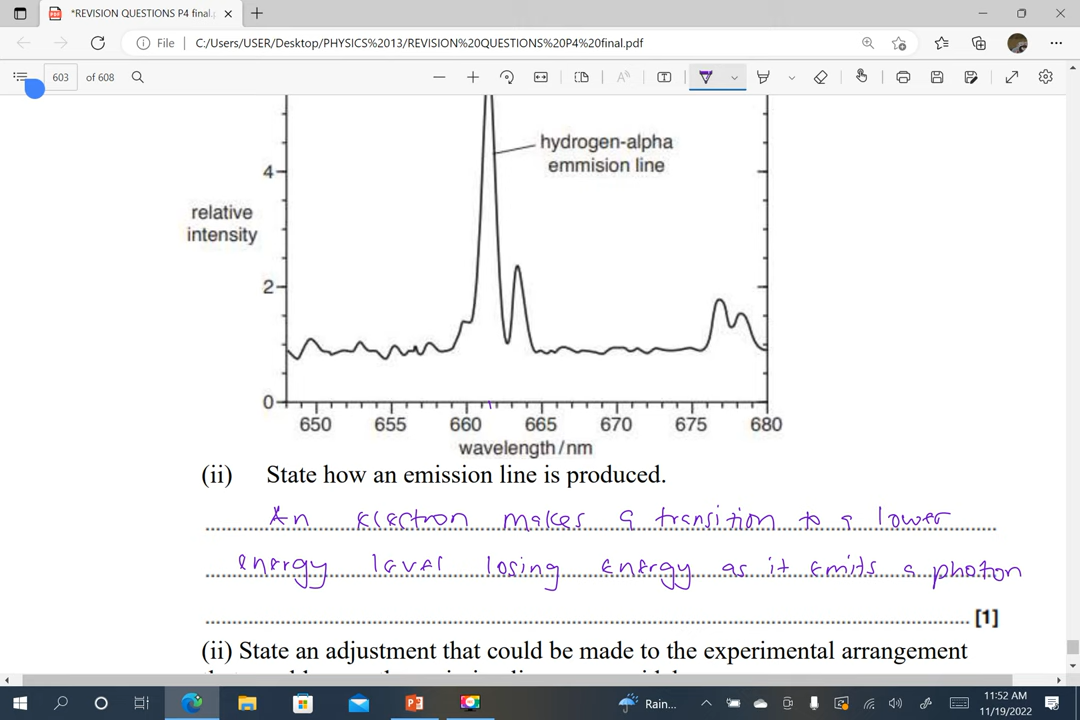 *REVISION QUESTIONS P4 final.
File
C:/Users/USER/Desktop/PHYSICS%2013/REVISION%20QUESTIONS%20P4%20final.pdf
603 of 608
4
2
0
relative
intensity
hydrogen-alpha
emmision line
650 655 660 665 670 675 680
wavelength/nm
(ii) State how an emission line is produced.
An electron makes a transition to a lower
energy level losing energy as it emits a photon
[1]
(ii) State an adjustment that could be made to the experimental arrangement
Rain...
11:52 AM
11/19/2022